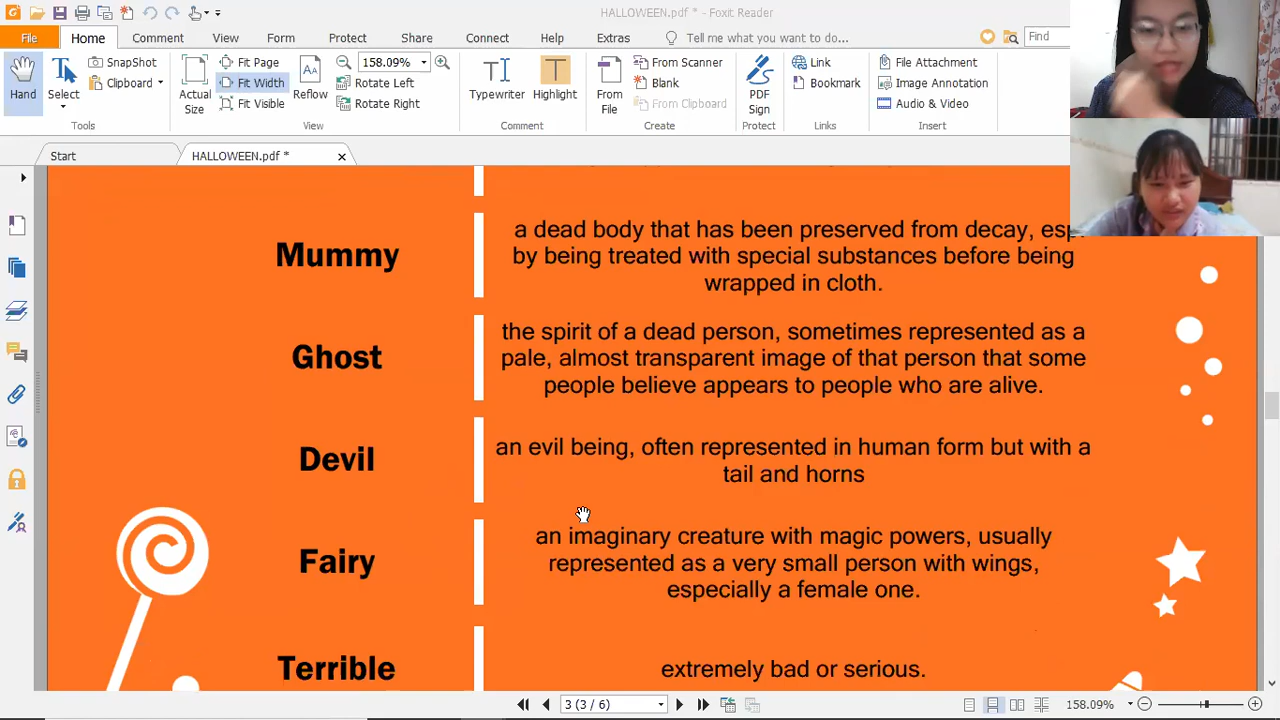 HALLOWEEN.pdf * - Foxit Reader
File Home Comment View Form Protect Share Connect Help Extras Tell me what you want to do... Find
Hand
Select
SnapShot
Clipboard
Actual
Size
Fit Page
Fit Width
Fit Visible
Reflow
158.09%
Rotate Left
Rotate Right
Typewriter
Highlight
From
File
From Scanner
Blank
From Clipboard
PDF
Sign
Link
Bookmark
File Attachment
Image Annotation
Audio & Video
Tools View Comment Create Protect Links Insert
Start HALLOWEEN.pdf *
Mummy
a dead body that has been preserved from decay, esp.
by being treated with special substances before being
wrapped in cloth.
Ghost
the spirit of a dead person, sometimes represented as a
pale, almost transparent image of that person that some
people believe appears to people who are alive.
Devil
an evil being, often represented in human form but with a
tail and horns
Fairy
an imaginary creature with magic powers, usually
represented as a very small person with wings,
especially a female one.
Terrible
extremely bad or serious.
3 (3 / 6) 158.09%